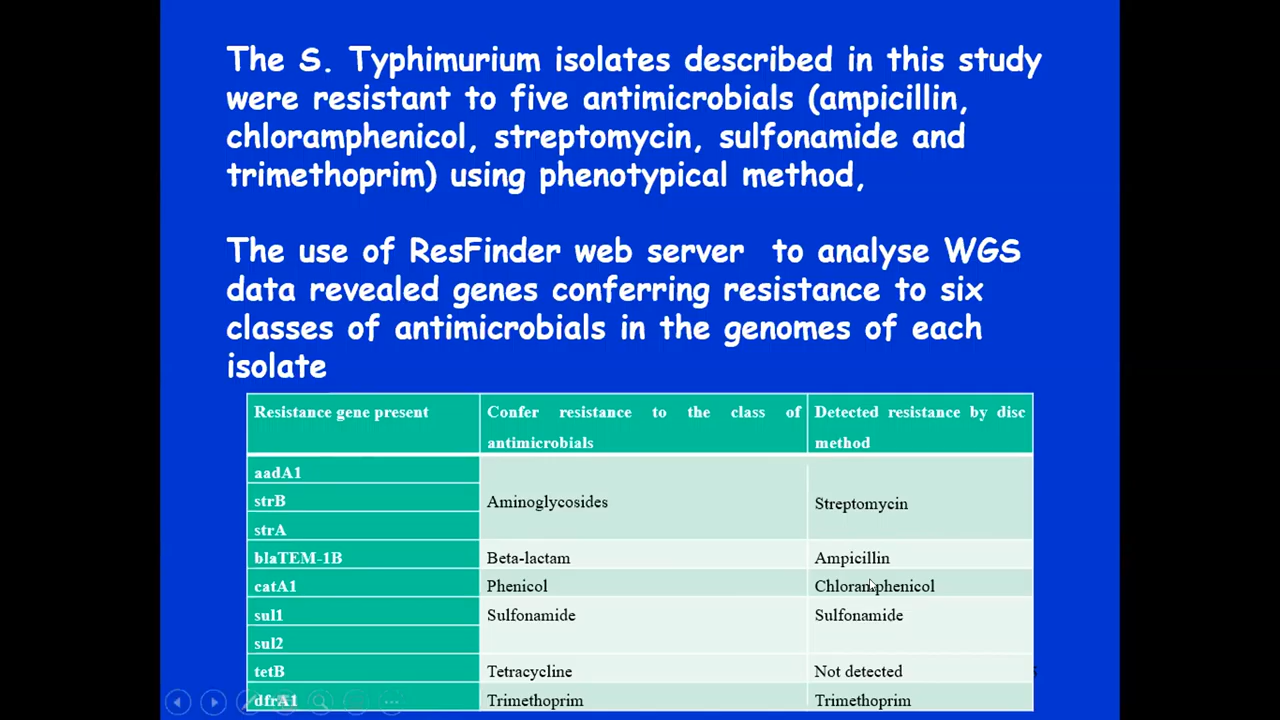 The S. Typhimurium isolates described in this study
were resistant to five antimicrobials (ampicillin,
chloramphenicol, streptomycin, sulfonamide and
trimethoprim) using phenotypical method,
The use of ResFinder web server to analyse WGS
data revealed genes conferring resistance to six
classes of antimicrobials in the genomes of each
isolate
Resistance gene present
Confer resistance to the class of
antimicrobials
Detected resistance by disc
method
aadA1
strB
Aminoglycosides
Streptomycin
strA
blaTEM-1B
Beta-lactam
Ampicillin
catA1
Phenicol
Chloramphenicol
sul1
Sulfonamide
Sulfonamide
sul2
tetB
Tetracycline
Not detected
dfrA1
Trimethoprim
Trimethoprim